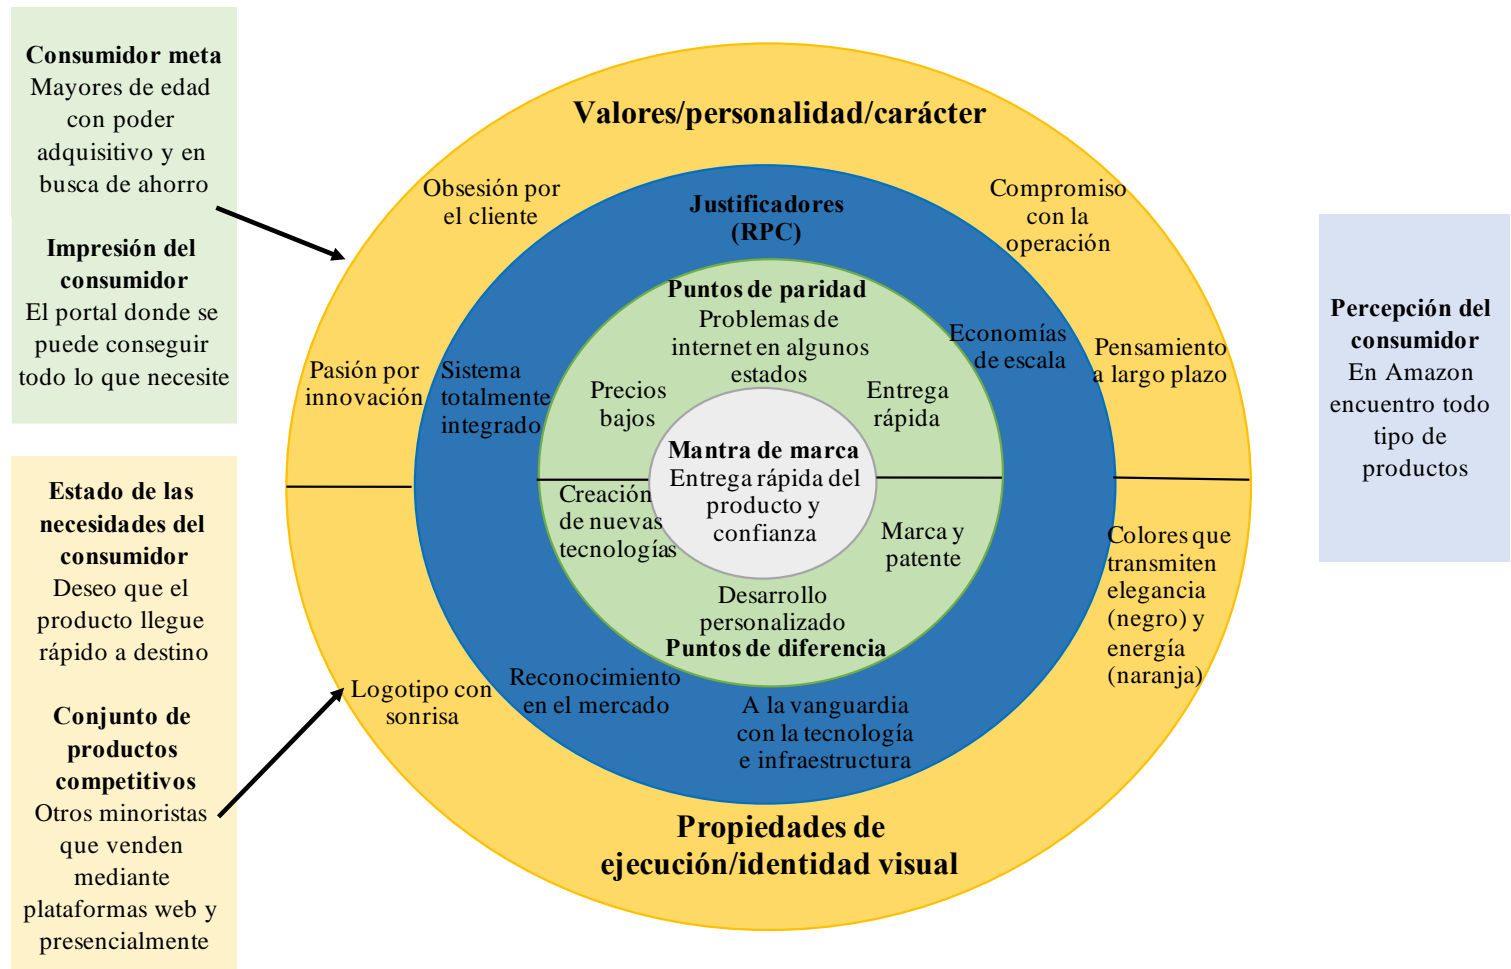 Consumidor meta
Mayores de edad
con poder
adquisitivo y en
busca de ahorro
Impresión del
consumidor
El portal donde se
puede conseguir
todo lo que necesite
Estado de las
necesidades del
consumidor
Deseo que el
producto llegue
rápido a destino
Conjunto de
productos
competitivos
Otros minoristas
que venden
mediante
plataformas web y
presencialmente
Valores/personalidad/carácter
Obsesión por
el cliente
Compromiso
con la
operación
Pasión por
innovación
Pensamiento
a largo plazo
Justificadores
(RPC)
Sistema
totalmente
integrado
Economías
de escala
Puntos de paridad
Problemas de
internet en algunos
estados
Precios
bajos
Entrega
rápida
Mantra de marca
Entrega rápida del
producto y
confianza
Creación
de nuevas
tecnologías
Marca y
patente
Desarrollo
personalizado
Puntos de diferencia
Reconocimiento
en el mercado
A la vanguardia
con la tecnología
e infraestructura
Logotipo con
sonrisa
Colores que
transmiten
elegancia
(negro) y
energía
(naranja)
Propiedades de
ejecución/identidad visual
Percepción del
consumidor
En Amazon
encuentro todo
tipo de
productos